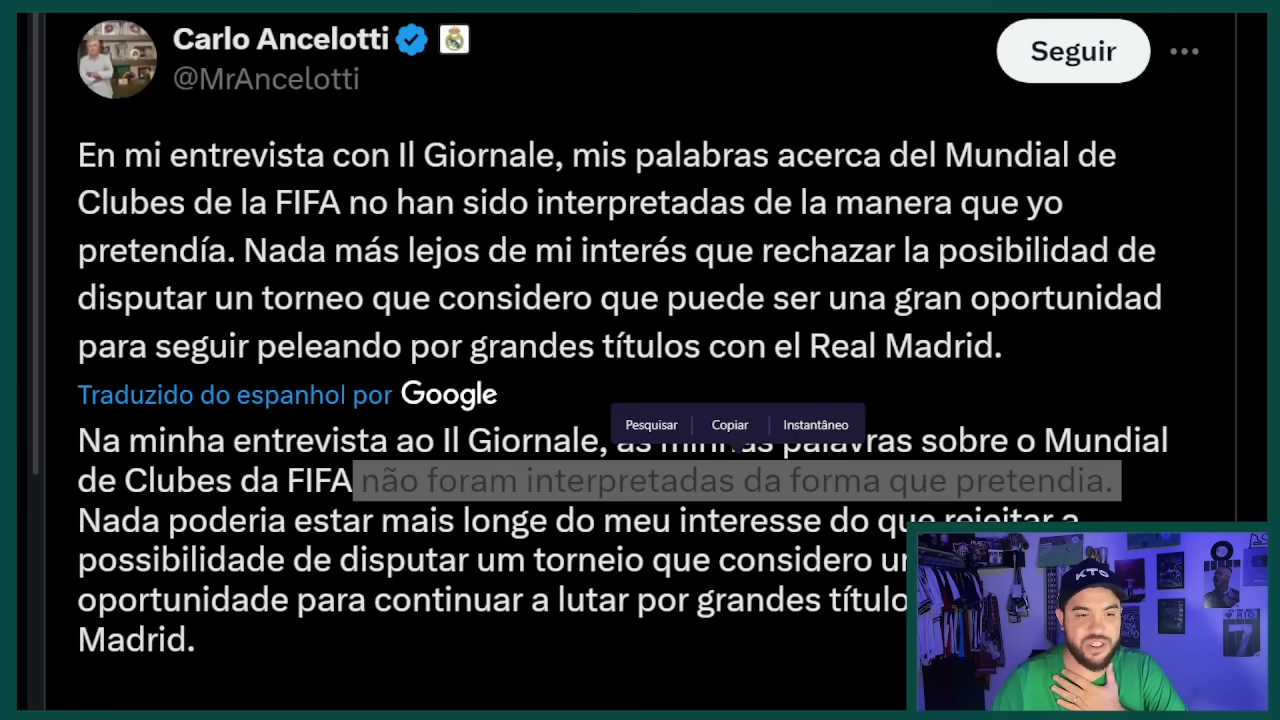 Carlo Ancelotti
Seguir
@MrAncelotti
En mi entrevista con Il Giornale, mis palabras acerca del Mundial de
Clubes de la FIFA no han sido interpretadas de la manera que yo
pretendía. Nada más lejos de mi interés que rechazar la posibilidad de
disputar un torneo que considero que puede ser una gran oportunidad
para seguir peleando por grandes títulos con el Real Madrid.
Traduzido do espanhol por Google
Pesquisar Copiar Instantâneo
Na minha entrevista ao Il Giornale, as minhas palavras sobre o Mundial
de Clubes da FIFA não foram interpretadas da forma que pretendia.
Nada poderia estar mais longe do meu interesse do que rejeitar a
possibilidade de disputar um torneio que considero
oportunidade para continuar a lutar por grandes
Madrid.
KTO
7